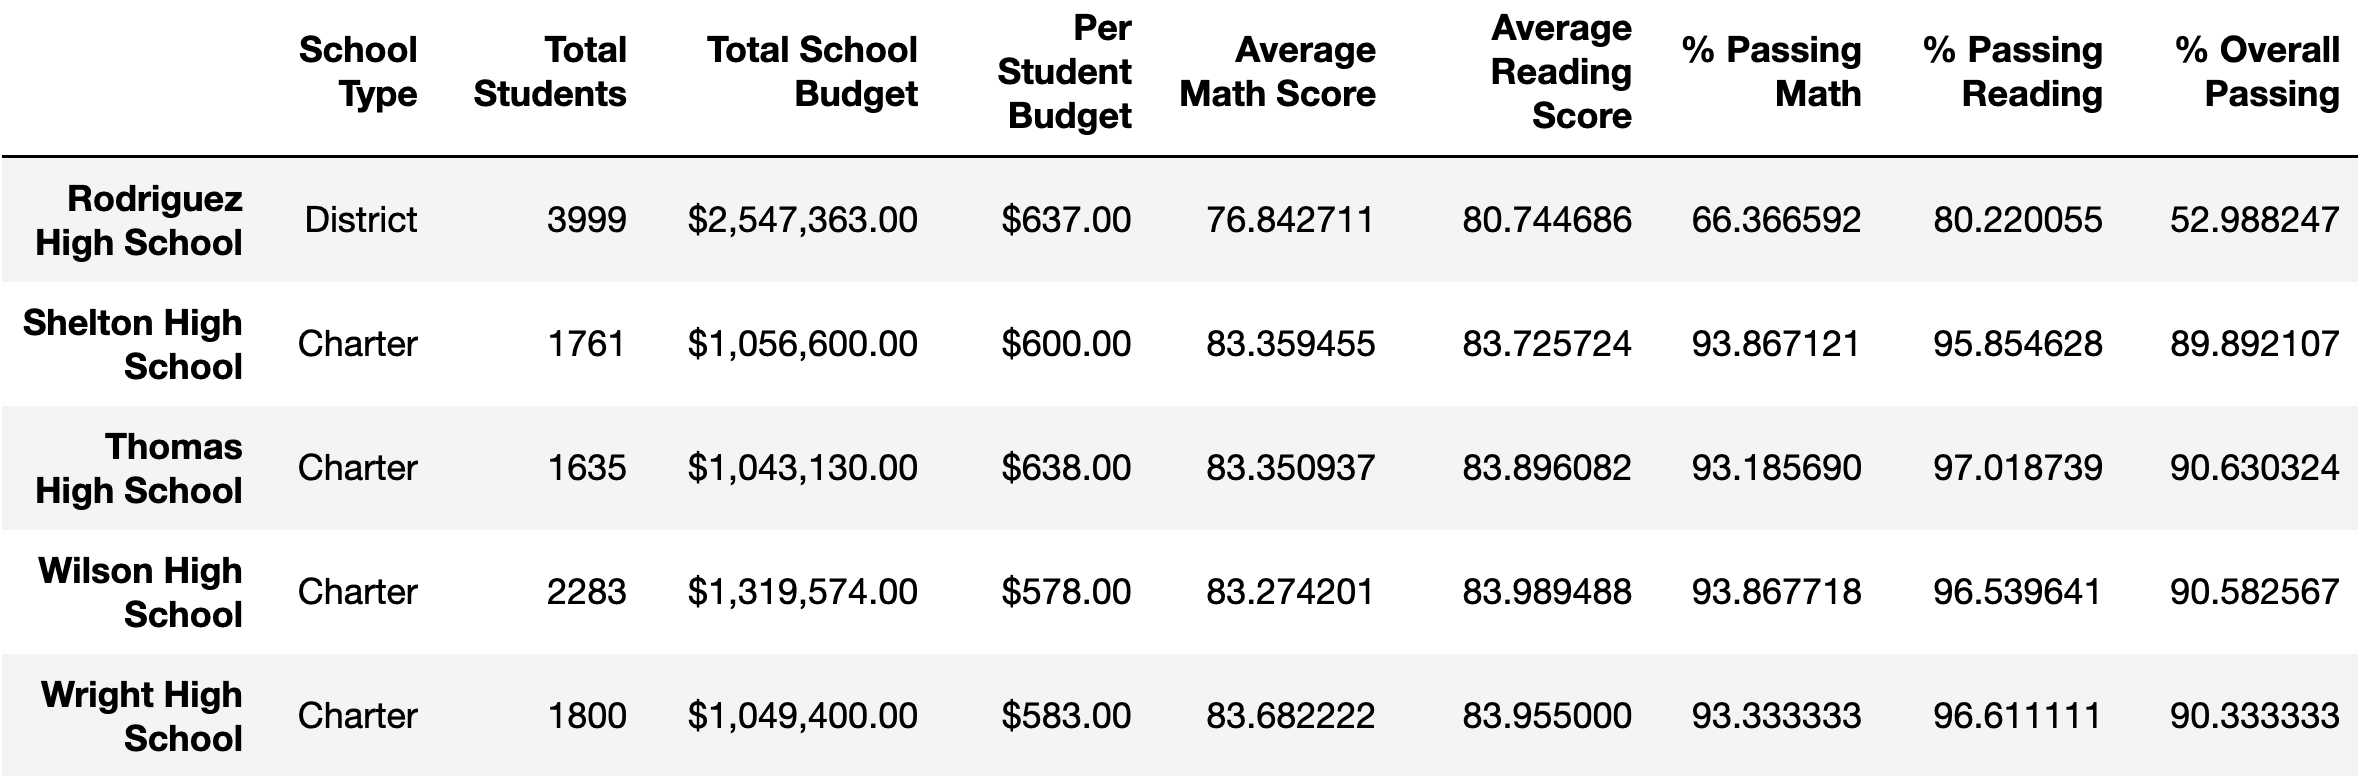 School Type Total Students Total School Budget Per Student Budget Average Math Score Average Reading Score % Passing Math % Passing Reading % Overall Passing
Rodriguez High School District 3999 $2,547,363.00 $637.00 76.842711 80.744686 66.366592 80.220055 52.988247
Shelton High School Charter 1761 $1,056,600.00 $600.00 83.359455 83.725724 93.867121 95.854628 89.892107
Thomas High School Charter 1635 $1,043,130.00 $638.00 83.350937 83.896082 93.185690 97.018739 90.630324
Wilson High School Charter 2283 $1,319,574.00 $578.00 83.274201 83.989488 93.867718 96.539641 90.582567
Wright High School Charter 1800 $1,049,400.00 $583.00 83.682222 83.955000 93.333333 96.611111 90.333333